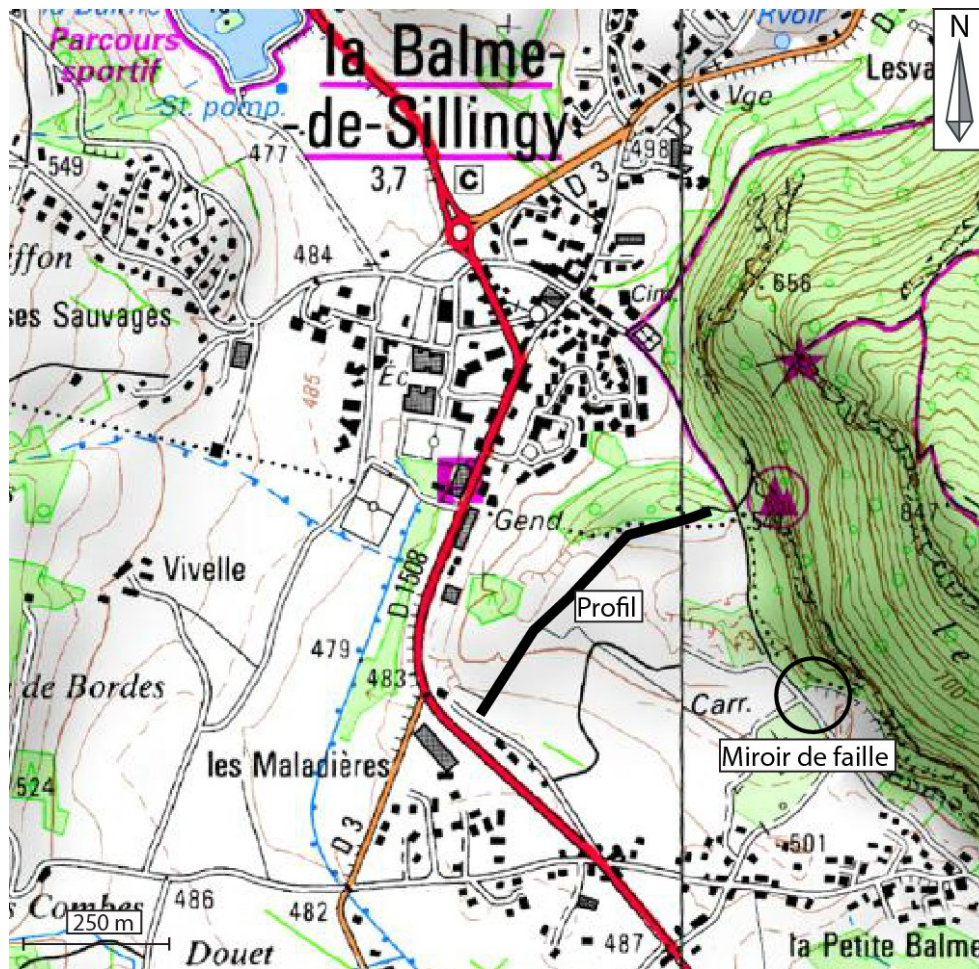 Parcours
sportif
St. pomp.
la Balme-
-de-Sillingy
Rvoir
D
Lesva
N
Vge
549
477
3,7
C
D 3
498
ffon
484
656
ses Sauvages
Cim.
485
Ec
Gend.
847
Vivelle
D 1508
Profil
479
de Bordes
483
Carr.
le
700
Miroir de faille
les Maladières
524
D 3
501
s Combes
486
482
250 m
Douet
487
la Petite Balme